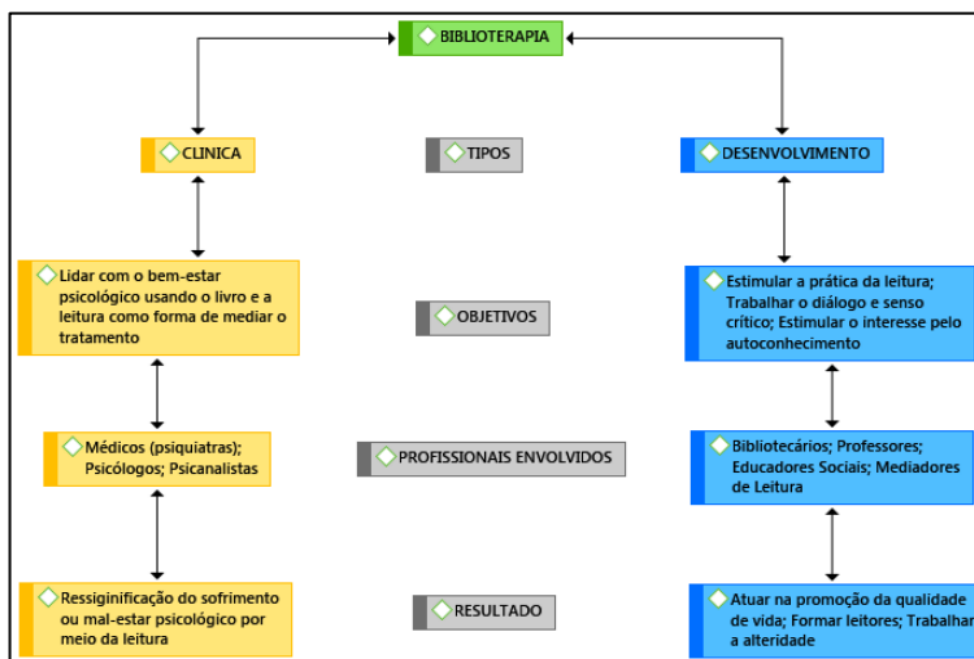 BIBLIOTERAPIA
CLINICA
TIPOS
DESENVOLVIMENTO
Lidar com o bem-estar
psicológico usando o livro e a
leitura como forma de mediar o
tratamento
OBJETIVOS
Estimular a prática da leitura;
Trabalhar o diálogo e senso
crítico; Estimular o interesse pelo
autoconhecimento
Médicos (psiquiatras);
Psicólogos; Psicanalistas
PROFISSIONAIS ENVOLVIDOS
Bibliotecários; Professores;
Educadores Sociais; Mediadores
de Leitura
Ressiginificação do sofrimento
ou mal-estar psicológico por
meio da leitura
RESULTADO
Atuar na promoção da qualidade
de vida; Formar leitores; Trabalhar
a alteridade